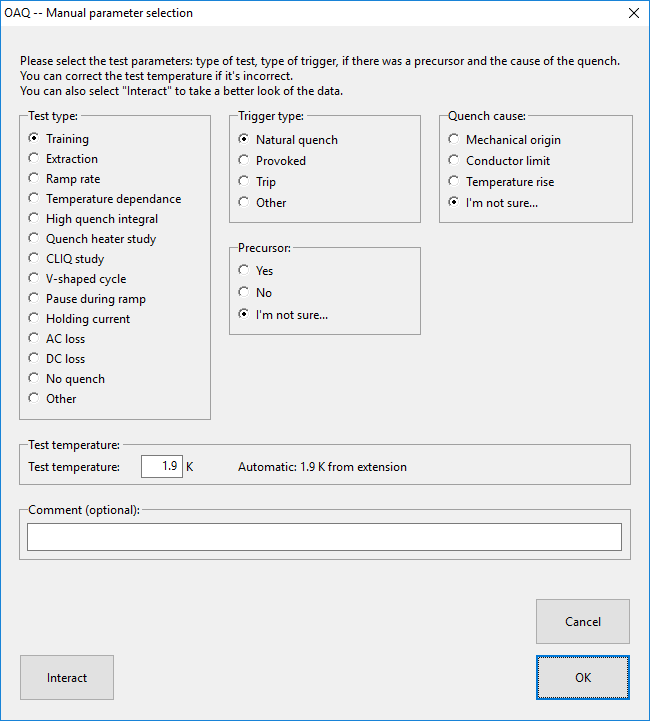 OAQ -- Manual parameter selection
Please select the test parameters: type of test, type of trigger, if there was a precursor and the cause of the quench.
You can correct the test temperature if it's incorrect.
You can also select "Interact" to take a better look of the data.
Test type:
Training
Extraction
Ramp rate
Temperature dependance
High quench integral
Quench heater study
CLIQ study
V-shaped cycle
Pause during ramp
Holding current
AC loss
DC loss
No quench
Other
Trigger type:
Natural quench
Provoked
Trip
Other
Precursor:
Yes
No
I'm not sure...
Quench cause:
Mechanical origin
Conductor limit
Temperature rise
I'm not sure...
Test temperature:
Test temperature: 1.9 K Automatic: 1.9 K from extension
Comment (optional):
Cancel
Interact
OK